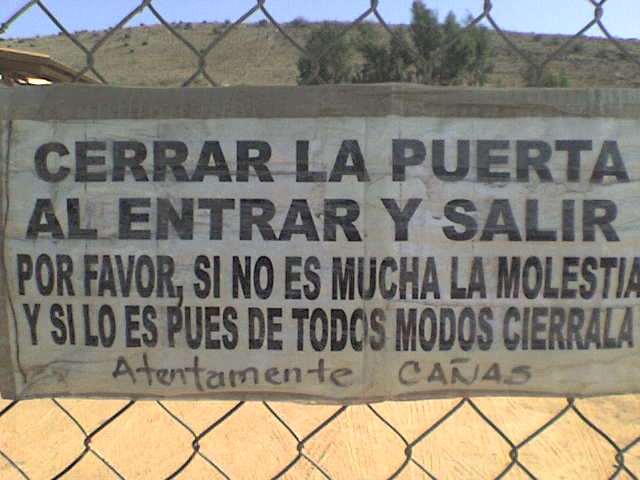 CERRAR LA PUERTA
AL ENTRAR Y SALIR
POR FAVOR, SI NO ES MUCHA LA MOLESTIA
Y SI LO ES PUES DE TODOS MODOS CIERRALA
Atentamente CAÑAS